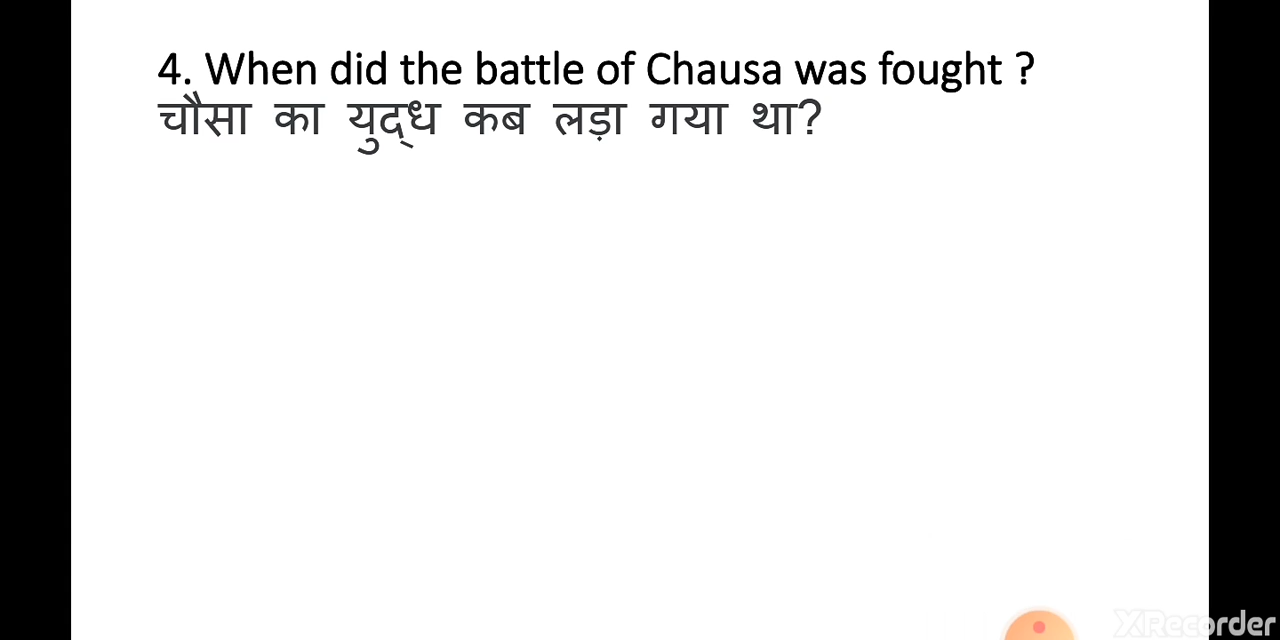 4. When did the battle of Chausa was fought ?
चौसा का युद्ध कब लड़ा गया था?
XRecorder